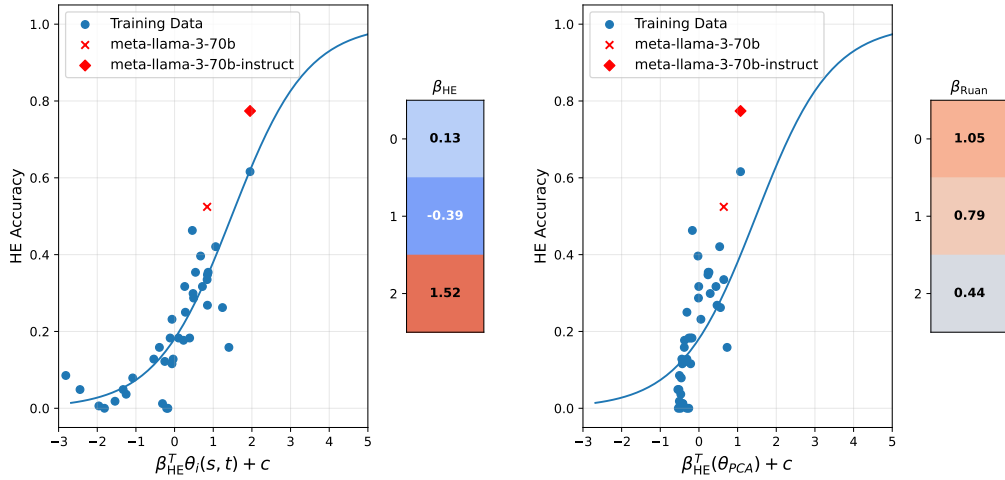 Training Data
meta-llama-3-70b
meta-llama-3-70b-instruct
HE Accuracy
1.0
0.8
0.6
0.4
0.2
0.0
−3 −2 −1 0 1 2 3 4 5
β_HE^T θ_i(s, t) + c
β_HE
0 0.13
1 -0.39
2 1.52
Training Data
meta-llama-3-70b
meta-llama-3-70b-instruct
HE Accuracy
1.0
0.8
0.6
0.4
0.2
0.0
−3 −2 −1 0 1 2 3 4 5
β_HE^T (θ_PCA) + c
β_Ruan
0 1.05
1 0.79
2 0.44